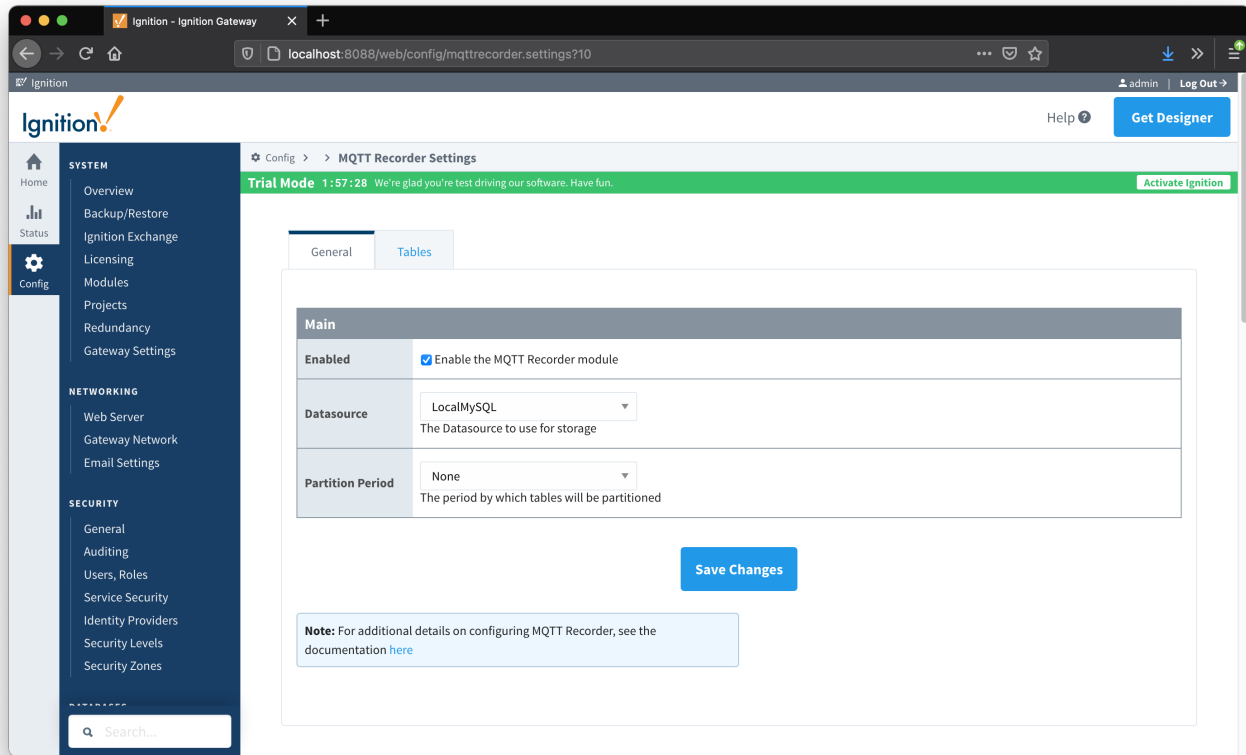 Ignition - Ignition Gateway
localhost:8088/web/config/mqttrecorder.settings?10
Ignition
admin | Log Out
Ignition!
Help
Get Designer
Home
Status
Config
SYSTEM
Overview
Backup/Restore
Ignition Exchange
Licensing
Modules
Projects
Redundancy
Gateway Settings
NETWORKING
Web Server
Gateway Network
Email Settings
SECURITY
General
Auditing
Users, Roles
Service Security
Identity Providers
Security Levels
Security Zones
DATABASES
Search...
Config > > MQTT Recorder Settings
Trial Mode 1:57:28 We're glad you're test driving our software. Have fun.
Activate Ignition
General
Tables
Main
Enabled
Enable the MQTT Recorder module
Datasource
LocalMySQL
The Datasource to use for storage
Partition Period
None
The period by which tables will be partitioned
Save Changes
Note: For additional details on configuring MQTT Recorder, see the
documentation here